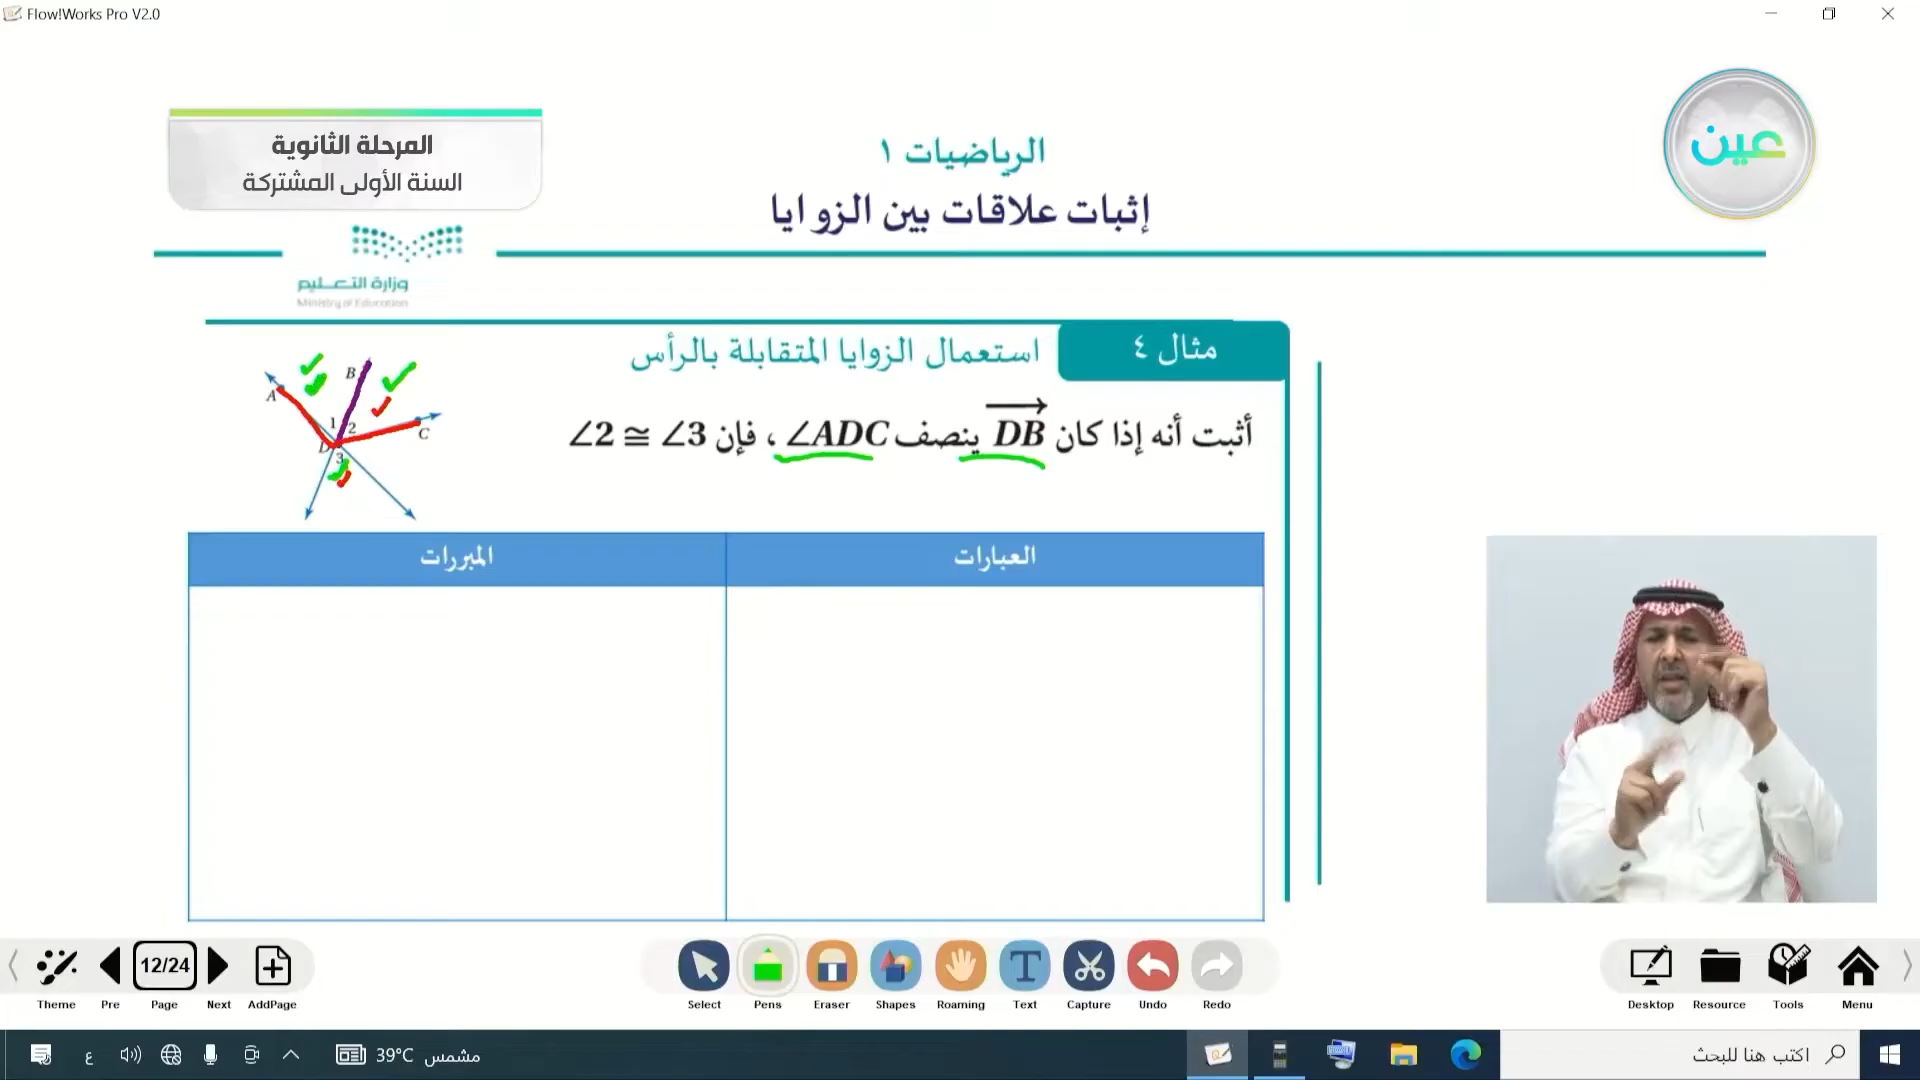 Flow!Works Pro V2.0
عين
المرحلة الثانوية
السنة الأولى المشتركة
الرياضيات ١
إثبات علاقات بين الزوايا
وزارة التعليم
Ministry of Education
مثال ٤
استعمال الزوايا المتقابلة بالرأس
أثبت أنه إذا كان DB ينصف ∠ADC ، فإن ∠2 ≅ ∠3
A
B
1
2
C
D
3
العبارات
المبررات
12/24
Theme
Pre
Page
Next
AddPage
Select
Pens
Eraser
Shapes
Roaming
Text
Capture
Undo
Redo
Desktop
Resource
Tools
Menu
ع
39°C مشمس
اكتب هنا للبحث